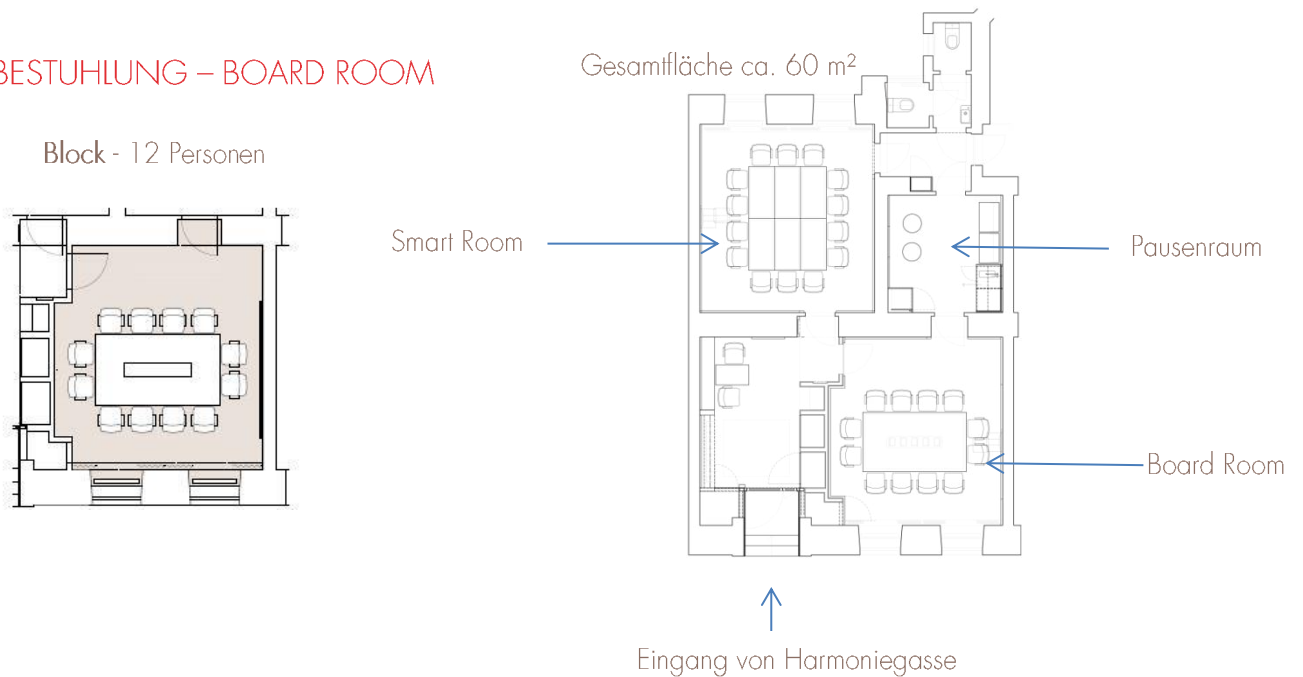 BESTUHLUNG – BOARD ROOM
Gesamtfläche ca. 60 m²
Block - 12 Personen
Smart Room
Pausenraum
Board Room
Eingang von Harmoniegasse